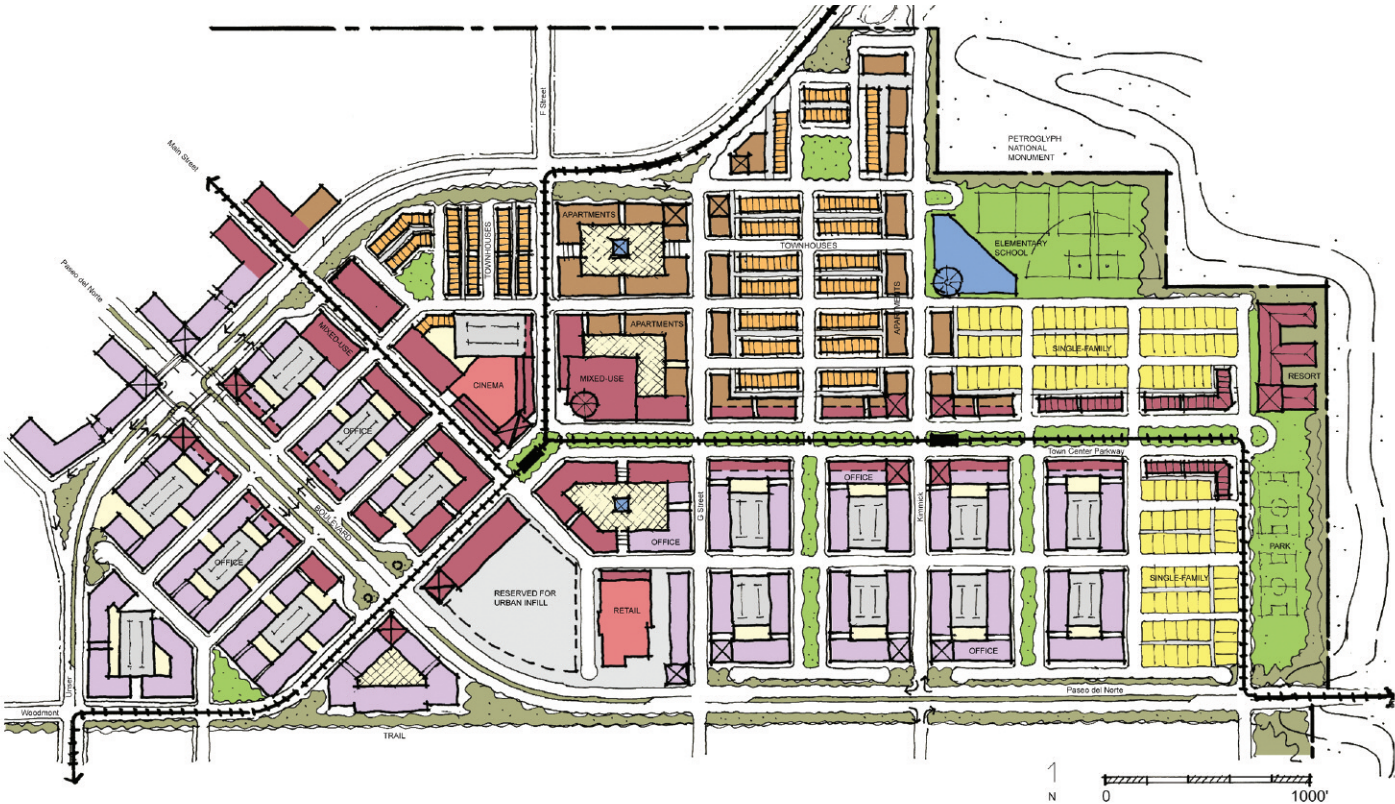 F Street
Main Street
PETROGLYPH
NATIONAL
MONUMENT
APARTMENTS
TOWNHOUSES
TOWNHOUSES
ELEMENTARY
SCHOOL
Paseo del Norte
APARTMENTS
MIXED-USE
APARTMENTS
SINGLE-FAMILY
CINEMA
MIXED-USE
RESORT
OFFICE
Town Center Parkway
OFFICE
G Street
Kimmick
BOULEVARD
OFFICE
PARK
OFFICE
SINGLE-FAMILY
RESERVED FOR
URBAN INFILL
RETAIL
OFFICE
Unser
Paseo del Norte
Woodmont
TRAIL
N
0
1000'